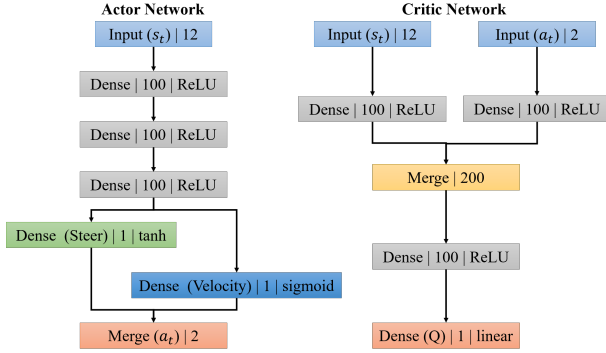 Actor Network
Input (s_t) | 12
Dense | 100 | ReLU
Dense | 100 | ReLU
Dense | 100 | ReLU
Dense (Steer) | 1 | tanh
Dense (Velocity) | 1 | sigmoid
Merge (a_t) | 2
Critic Network
Input (s_t) | 12
Input (a_t) | 2
Dense | 100 | ReLU
Dense | 100 | ReLU
Merge | 200
Dense | 100 | ReLU
Dense (Q) | 1 | linear